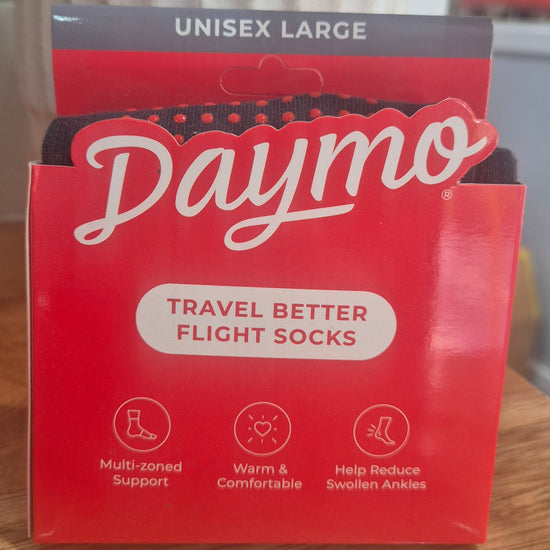 UNISEX LARGE
Daymo®
TRAVEL BETTER
FLIGHT SOCKS
Multi-zoned
Support
Warm &
Comfortable
Help Reduce
Swollen Ankles